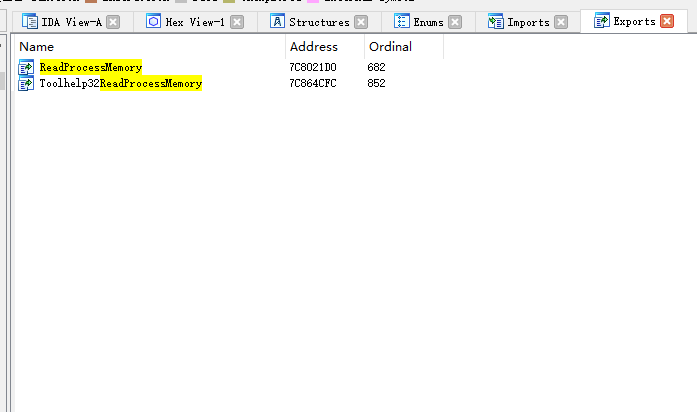 IDA View-A Hex View-1 Structures Enums Imports Exports
Name Address Ordinal
ReadProcessMemory 7C8021D0 682
Toolhelp32ReadProcessMemory 7C864CFC 852